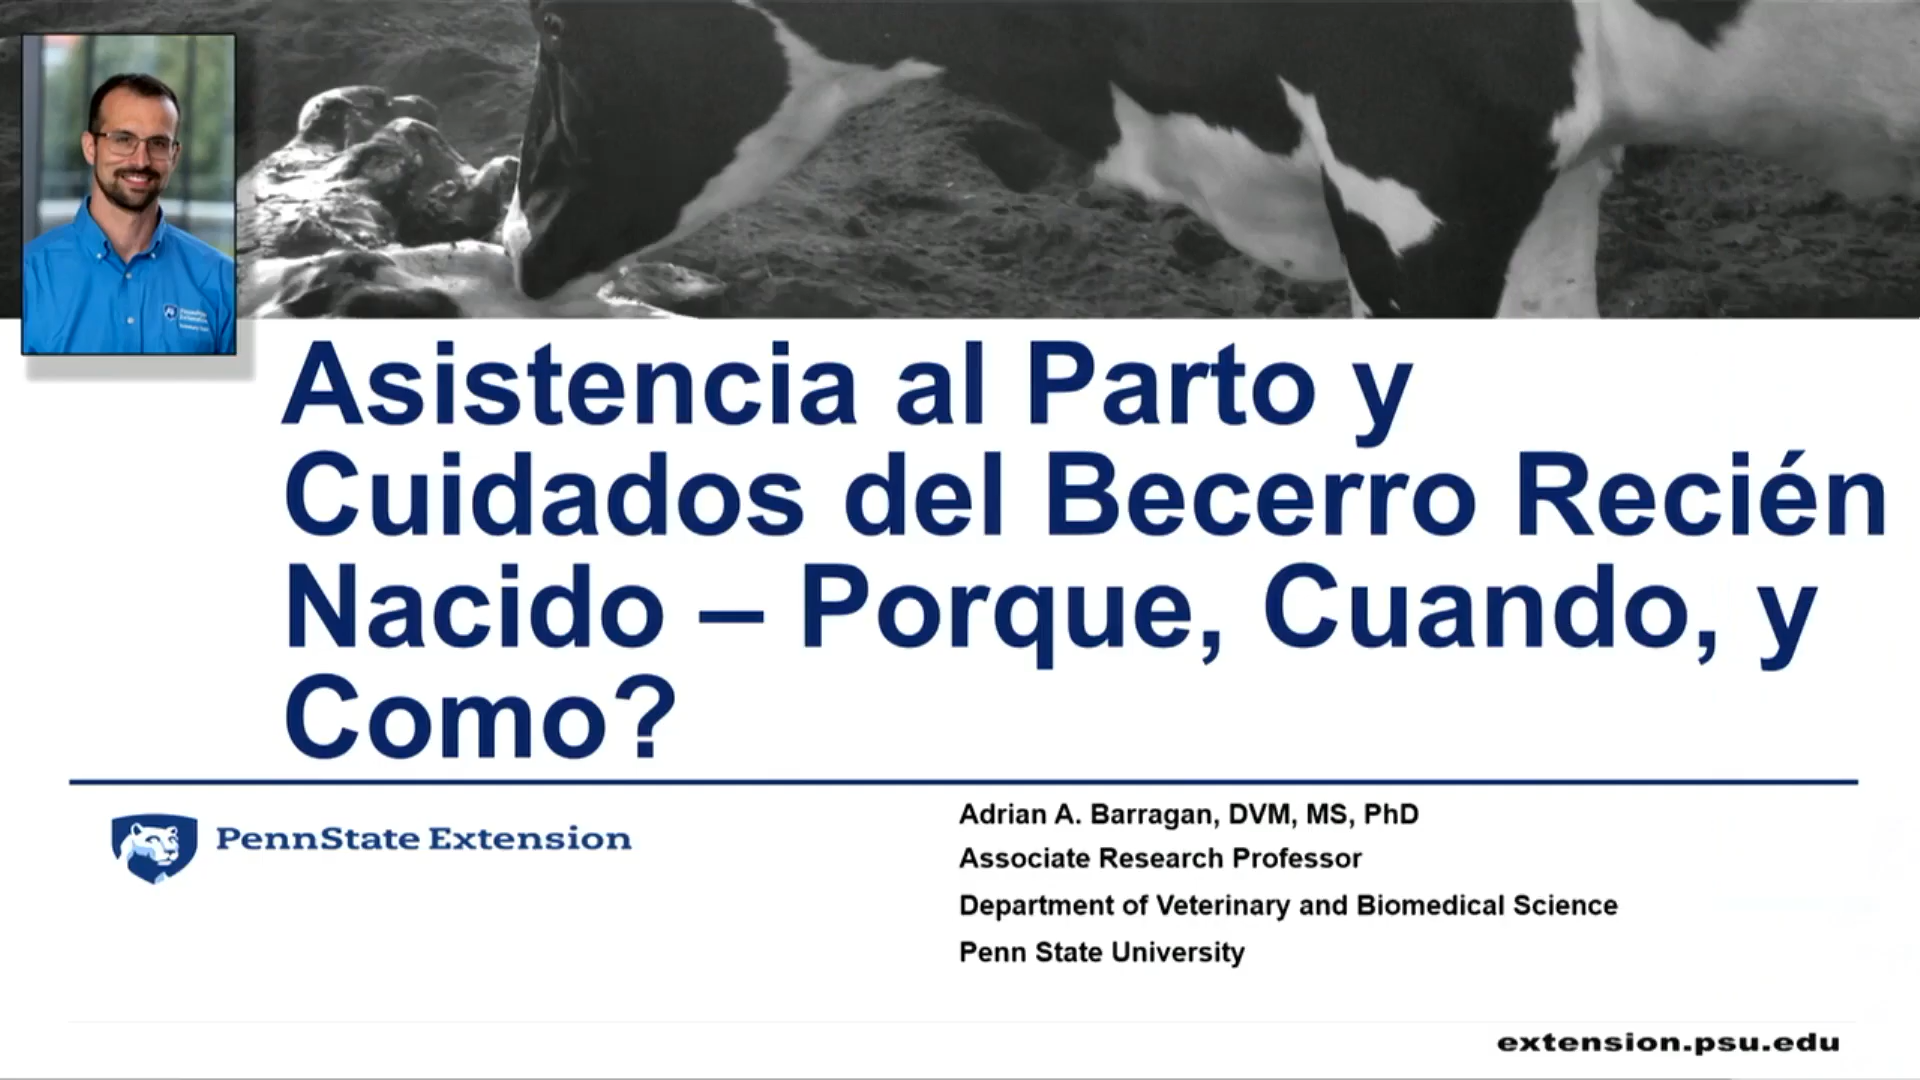 Asistencia al Parto y
Cuidados del Becerro Recién
Nacido – Porque, Cuando, y
Como?
PennState Extension
Adrian A. Barragan, DVM, MS, PhD
Associate Research Professor
Department of Veterinary and Biomedical Science
Penn State University
extension.psu.edu